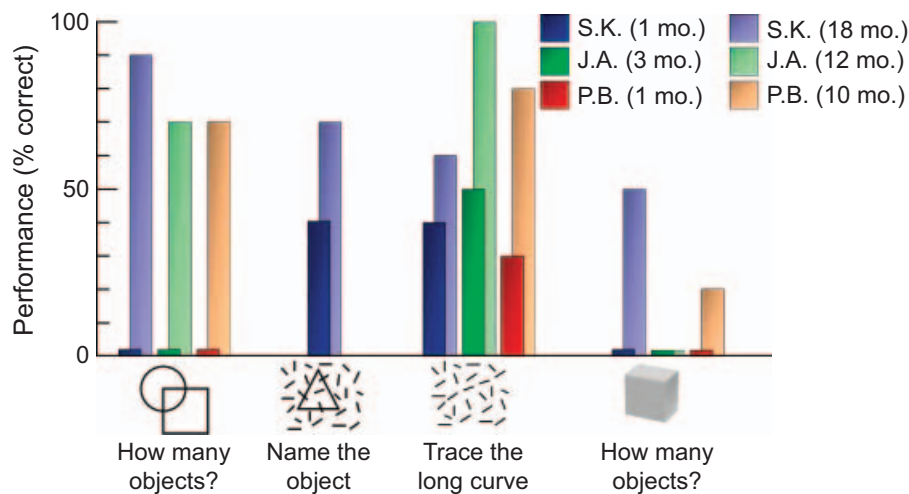 Performance (% correct)
100
50
0
S.K. (1 mo.)
J.A. (3 mo.)
P.B. (1 mo.)
S.K. (18 mo.)
J.A. (12 mo.)
P.B. (10 mo.)
How many
objects?
Name the
object
Trace the
long curve
How many
objects?